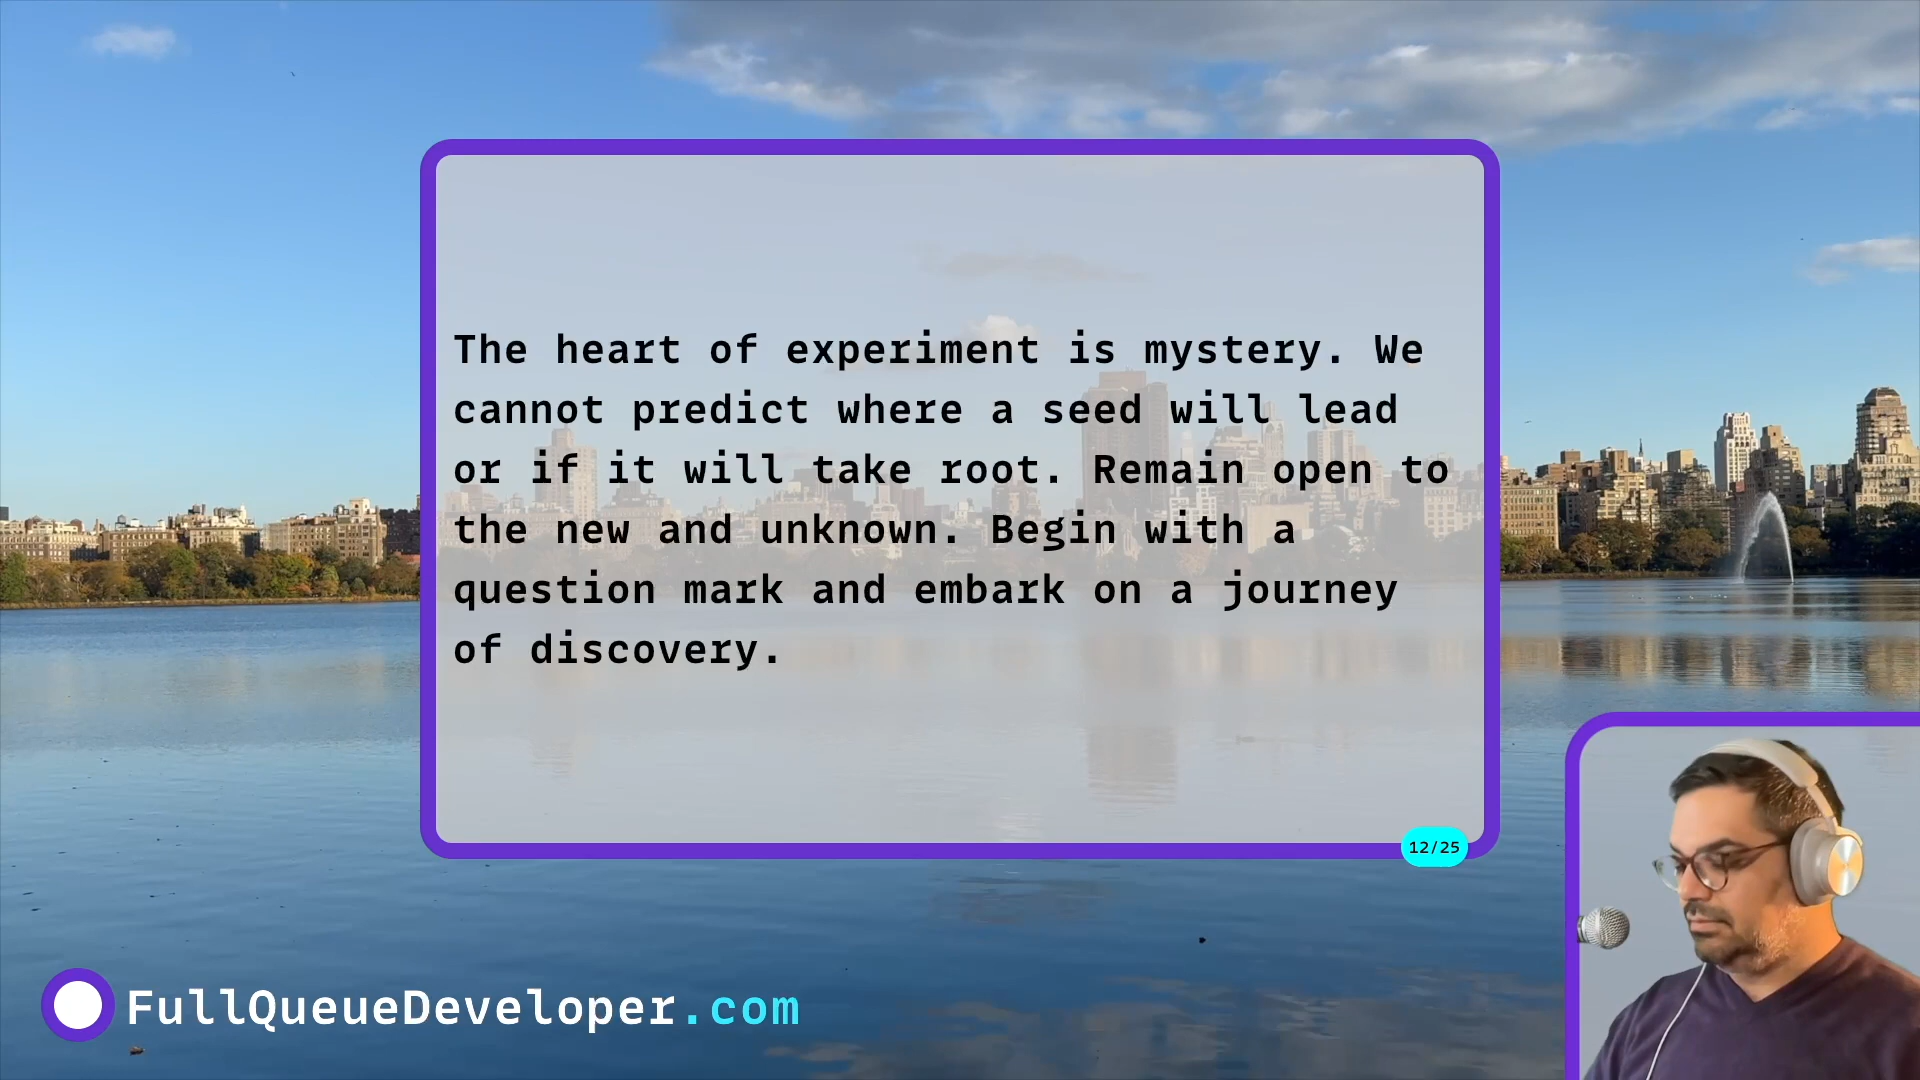 The heart of experiment is mystery. We
cannot predict where a seed will lead
or if it will take root. Remain open to
the new and unknown. Begin with a
question mark and embark on a journey
of discovery.
12/25
FullQueueDeveloper.com